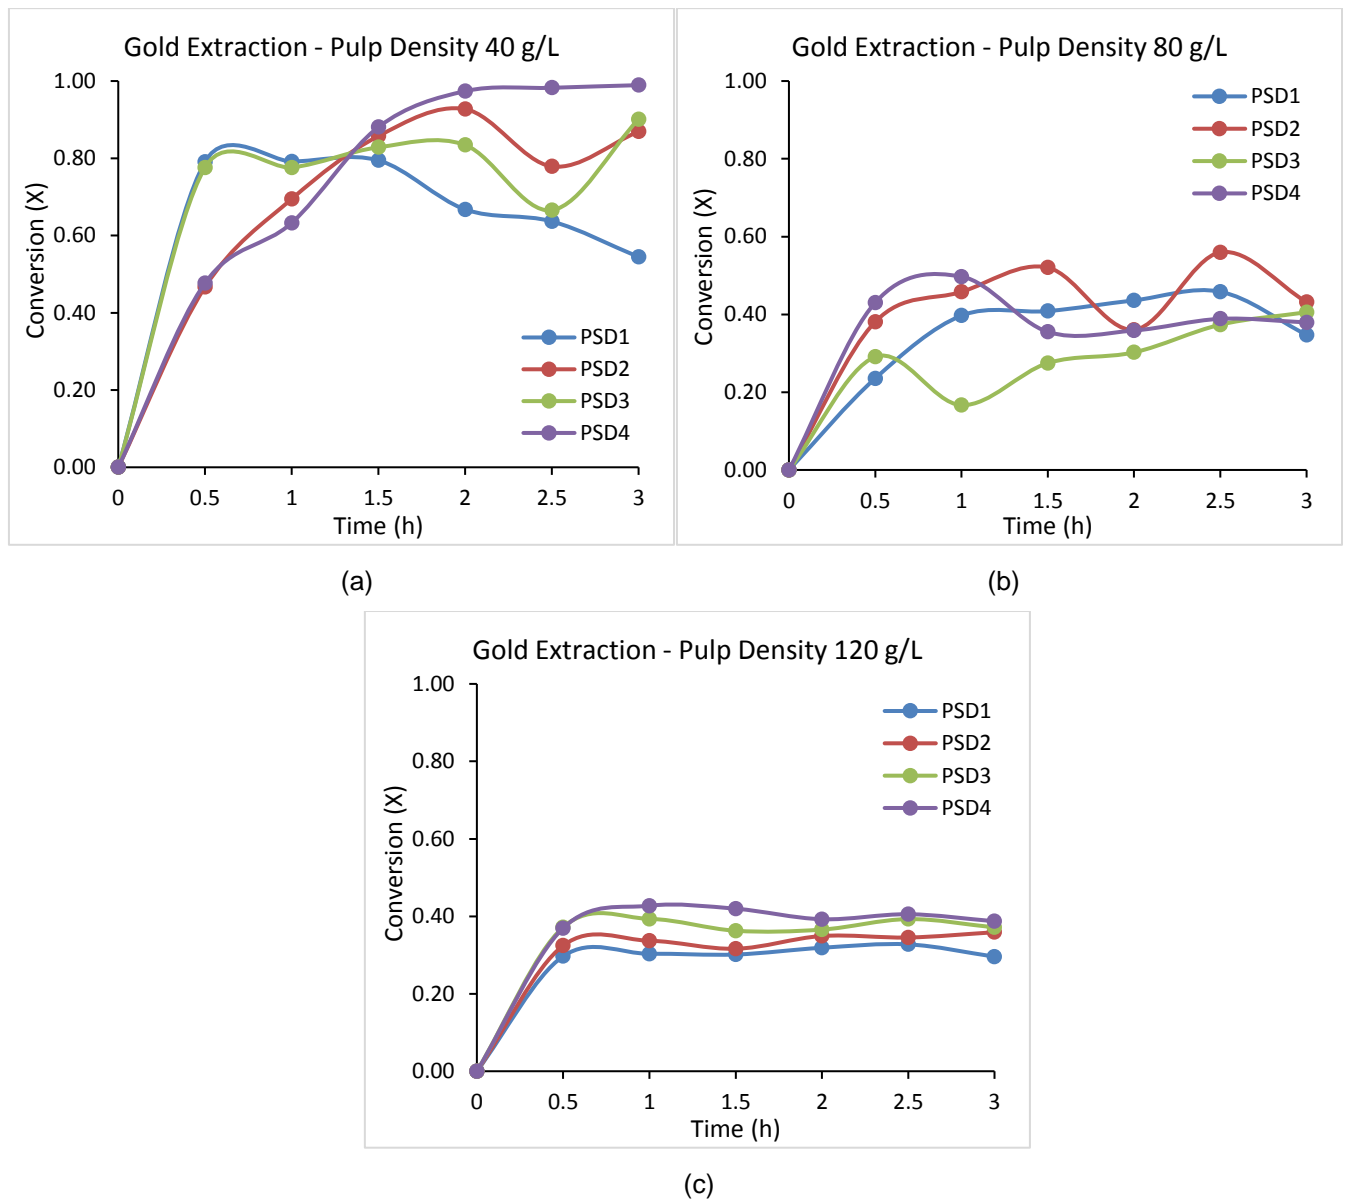 Gold Extraction - Pulp Density 40 g/L
1.00
0.80
0.60
0.40
0.20
0.00
Conversion (X)
PSD1
PSD2
PSD3
PSD4
0 0.5 1 1.5 2 2.5 3
Time (h)
(a)
Gold Extraction - Pulp Density 80 g/L
1.00
0.80
0.60
0.40
0.20
0.00
Conversion (X)
PSD1
PSD2
PSD3
PSD4
0 0.5 1 1.5 2 2.5 3
Time (h)
(b)
Gold Extraction - Pulp Density 120 g/L
1.00
0.80
0.60
0.40
0.20
0.00
Conversion (X)
PSD1
PSD2
PSD3
PSD4
0 0.5 1 1.5 2 2.5 3
Time (h)
(c)